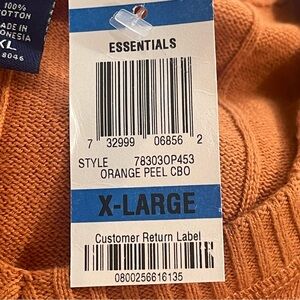 100%
COTTON
MADE IN
INDONESIA
XL
8046
ESSENTIALS
7 32999 06856 2
STYLE 78303OP453
ORANGE PEEL CBO
X-LARGE
Customer Return Label
0800256616135